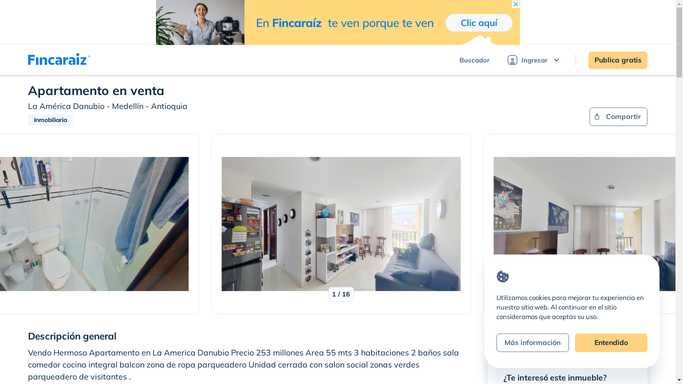 En Fincaraíz te ven porque te ven
Clic aquí
Fincaraiz
Buscador
Ingresar
Publica gratis
Apartamento en venta
La América Danubio - Medellín - Antioquia
Inmobiliaria
Compartir
1 / 16
Utilizamos cookies para mejorar tu experiencia en
nuestro sitio web. Al continuar en el sitio
consideramos que aceptas su uso.
Más información
Entendido
Descripción general
Vendo Hermosa Apartamento en La America Danubio Precio 253 millones Area 55 mts 3 habitaciones 2 baños sala
comedor cocina integral balcon zona de ropa parqueadero Unidad cerrada con salon social zonas verdes
parqueadero de visitantes .
¿Te interesó este inmueble?